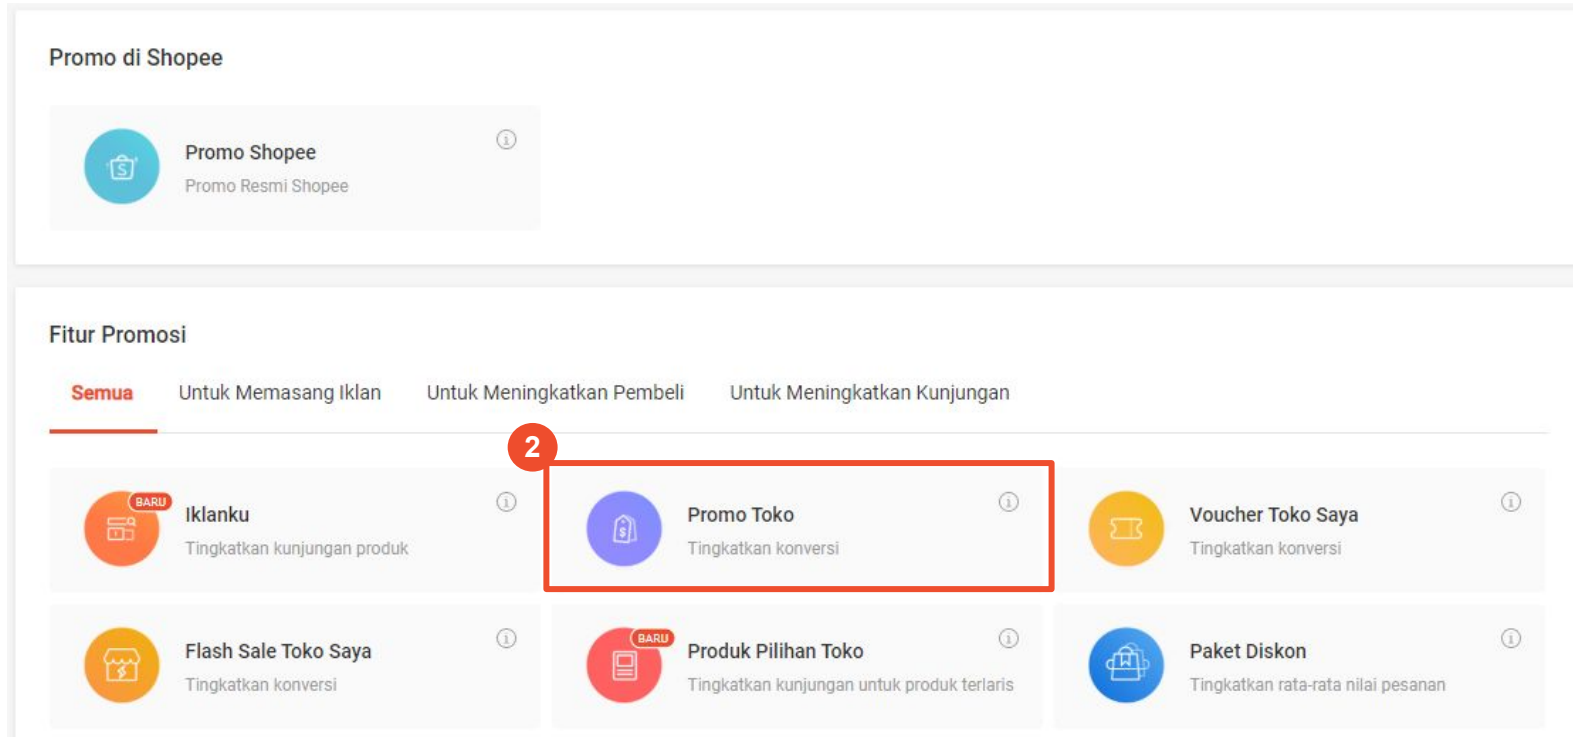 Promo di Shopee
Promo Shopee
Promo Resmi Shopee
Fitur Promosi
Semua Untuk Memasang Iklan Untuk Meningkatkan Pembeli Untuk Meningkatkan Kunjungan
2
BARU
Iklanku
Tingkatkan kunjungan produk
Promo Toko
Tingkatkan konversi
Voucher Toko Saya
Tingkatkan konversi
Flash Sale Toko Saya
Tingkatkan konversi
BARU
Produk Pilihan Toko
Tingkatkan kunjungan untuk produk terlaris
Paket Diskon
Tingkatkan rata-rata nilai pesanan